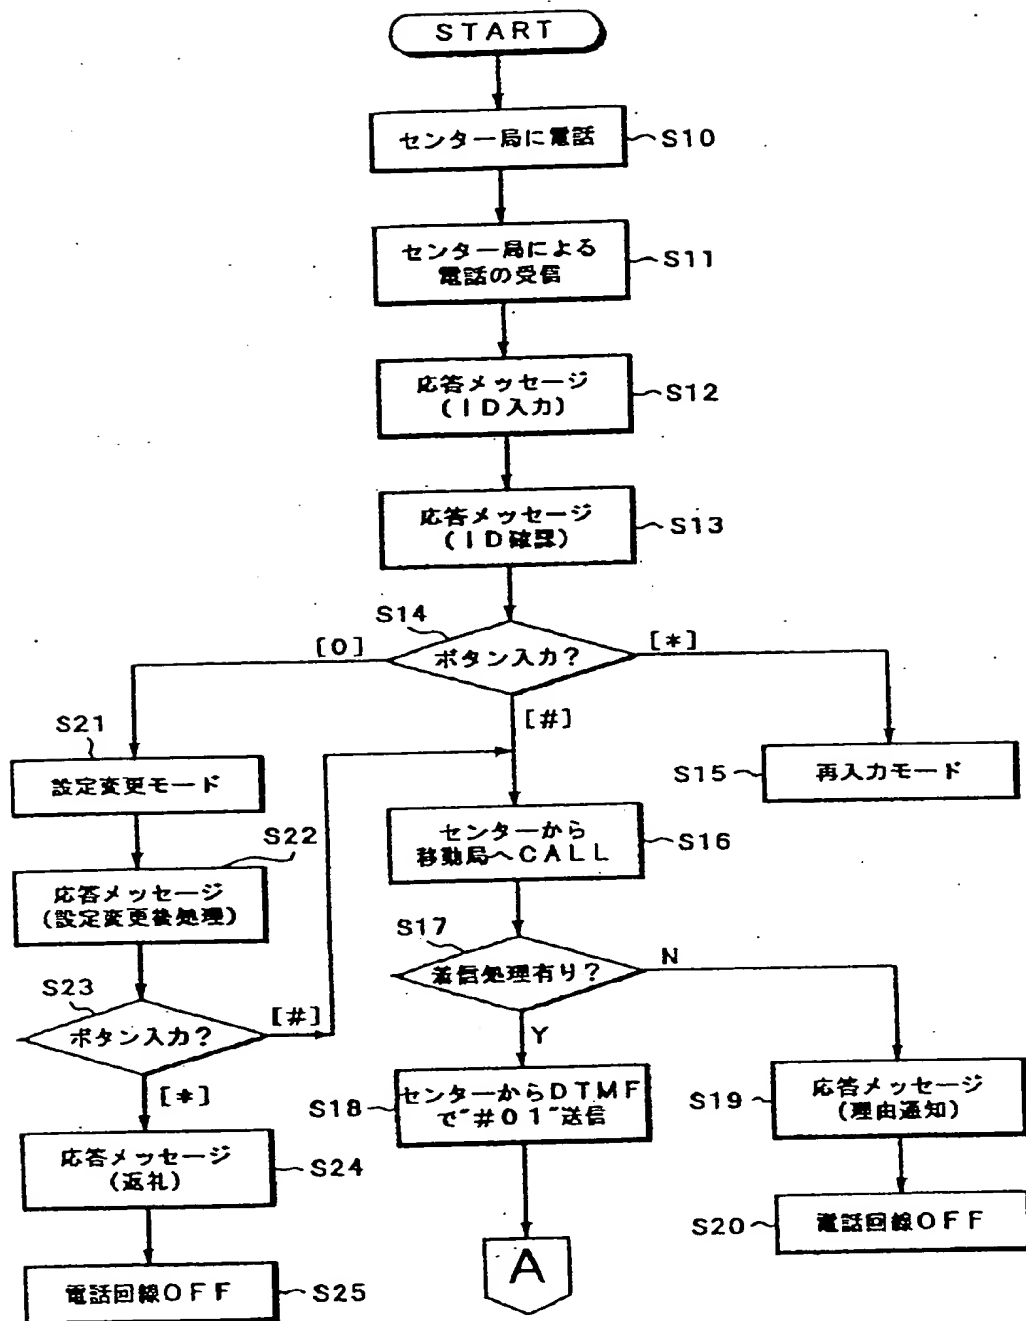 START
センター局に電話
S10
センター局による
電話の受信
S11
応答メッセージ
(ID入力)
S12
応答メッセージ
(ID確認)
S13
S14
ボタン入力?
[0]
[*]
[#]
S21
設定変更モード
S15
再入力モード
S22
応答メッセージ
(設定変更後処理)
センターから
移動局へCALL
S16
S23
ボタン入力?
[#]
[*]
S17
着信処理有り?
N
Y
S18
センターからDTMF
で"#01"送信
S19
応答メッセージ
(理由通知)
応答メッセージ
(返礼)
S24
S20
電話回線OFF
電話回線OFF
S25
A